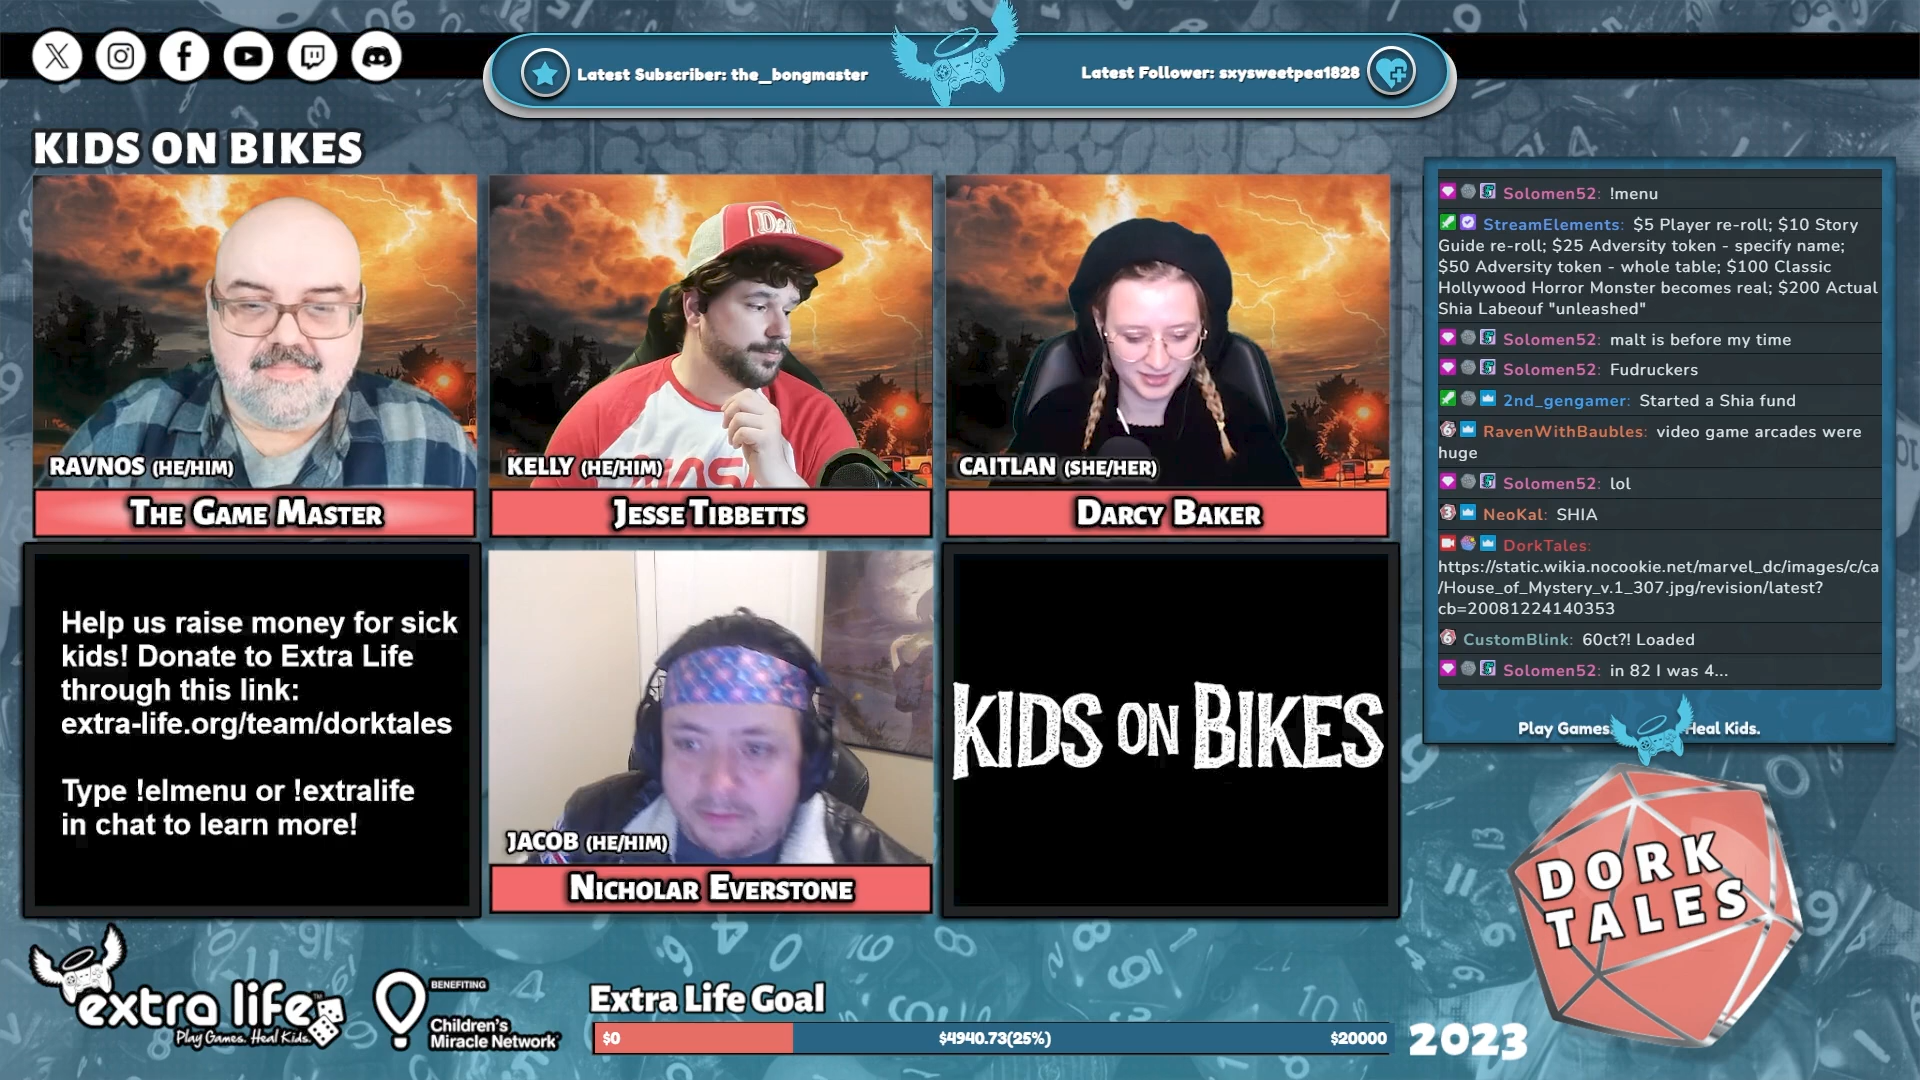 Latest Subscriber: the_bongmaster
Latest Follower: sxysweetpea1828
KIDS ON BIKES
RAVNOS (HE/HIM)
THE GAME MASTER
KELLY (HE/HIM)
JESSE TIBBETTS
CAITLAN (SHE/HER)
DARCY BAKER
Help us raise money for sick
kids! Donate to Extra Life
through this link:
extra-life.org/team/dorktales
Type !elmenu or !extralife
in chat to learn more!
JACOB (HE/HIM)
NICHOLAR EVERSTONE
KIDS ON BIKES
Solomen52: !menu
StreamElements: $5 Player re-roll; $10 Story
Guide re-roll; $25 Adversity token - specify name;
$50 Adversity token - whole table; $100 Classic
Hollywood Horror Monster becomes real; $200 Actual
Shia Labeouf "unleashed"
Solomen52: malt is before my time
Solomen52: Fudruckers
2nd_gengamer: Started a Shia fund
RavenWithBaubles: video game arcades were
huge
Solomen52: lol
NeoKal: SHIA
DorkTales:
https://static.wikia.nocookie.net/marvel_dc/images/c/ca
/House_of_Mystery_v.1_307.jpg/revision/latest?
cb=20081224140353
CustomBlink: 60ct?! Loaded
Solomen52: in 82 I was 4...
Play Games. Heal Kids.
DORK
TALES
extra life
Play Games. Heal Kids.
BENEFITING
Children's
Miracle Network
Extra Life Goal
$0
$4940.73(25%)
$20000
2023